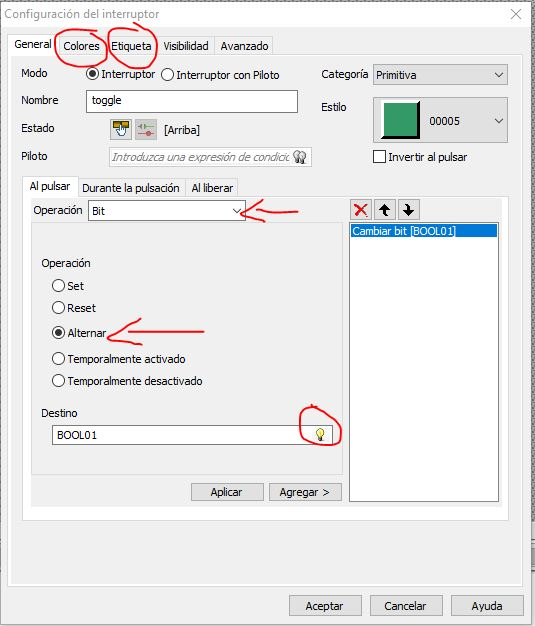 Configuración del interruptor
General Colores Etiqueta Visibilidad Avanzado
Modo Interruptor Interruptor con Piloto Categoría Primitiva
Nombre toggle Estilo 00005
Estado [Arriba]
Piloto Introduzca una expresión de condició Invertir al pulsar
Al pulsar Durante la pulsación Al liberar
Operación Bit
Cambiar bit [BOOL01]
Operación
Set
Reset
Alternar
Temporalmente activado
Temporalmente desactivado
Destino
BOOL01
Aplicar Agregar >
Aceptar Cancelar Ayuda